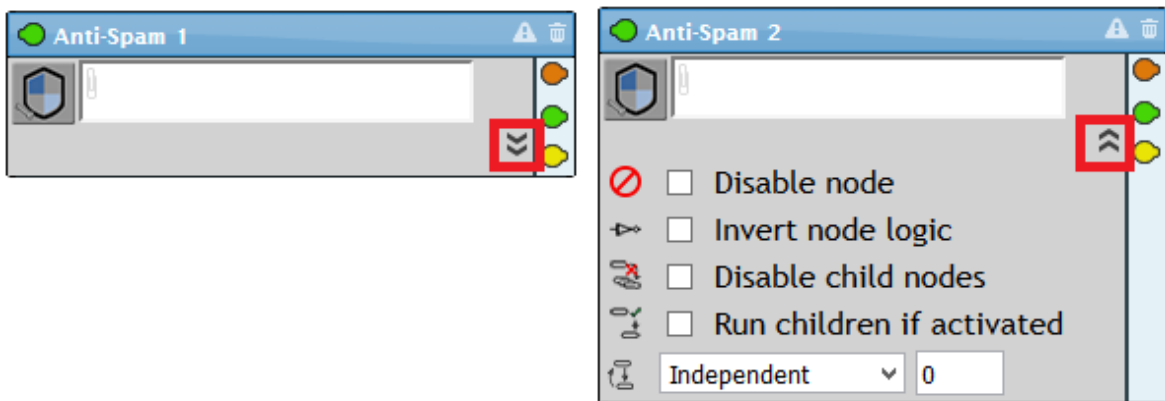 Anti-Spam 1
Anti-Spam 2
Disable node
Invert node logic
Disable child nodes
Run children if activated
Independent 0